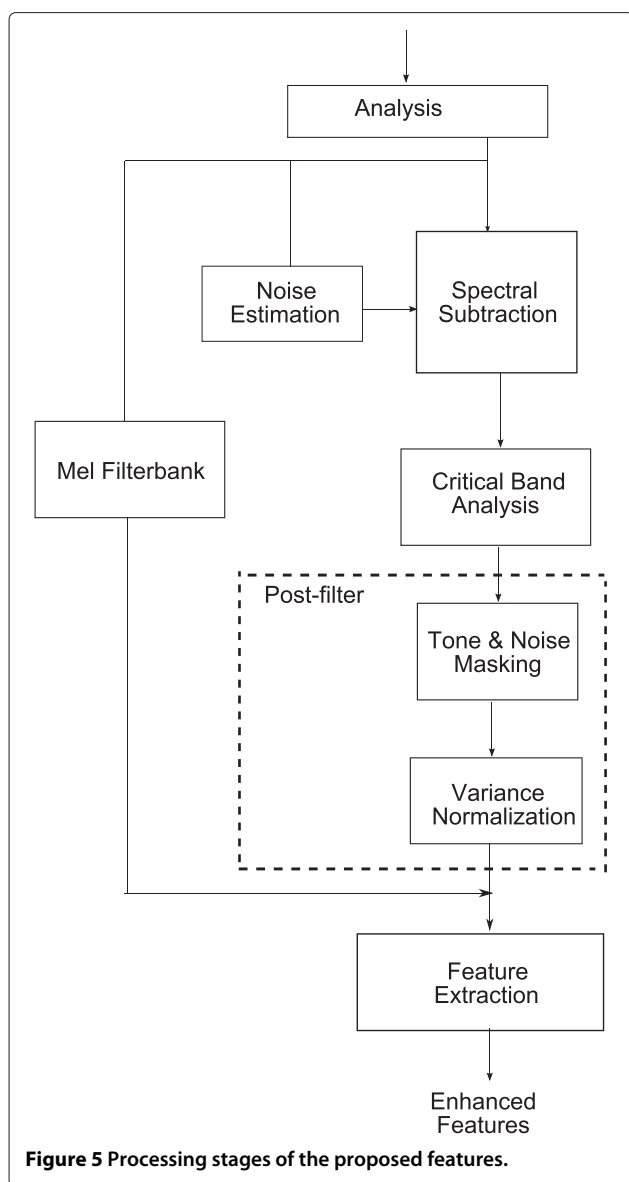 Analysis
Noise
Estimation
Spectral
Subtraction
Mel Filterbank
Critical Band
Analysis
Post-filter
Tone & Noise
Masking
Variance
Normalization
Feature
Extraction
Enhanced
Features
Figure 5 Processing stages of the proposed features.